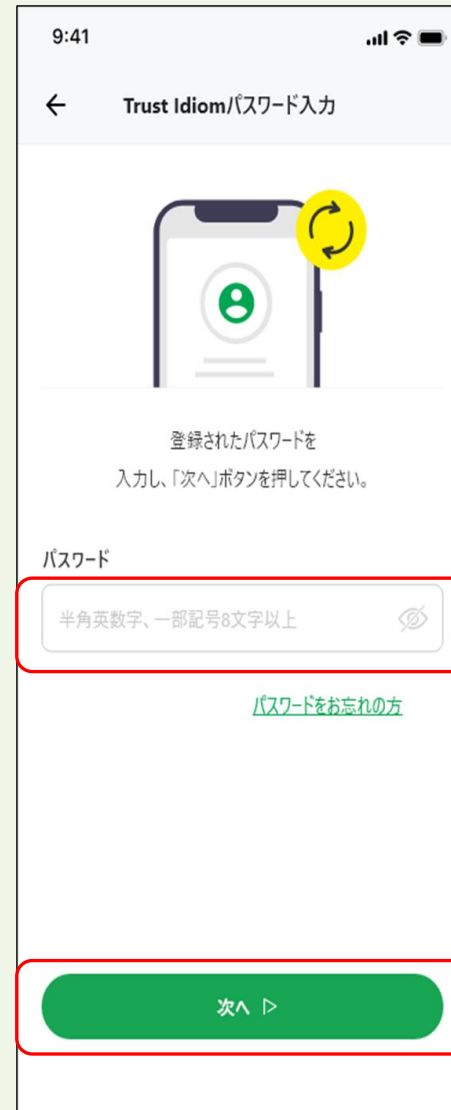 9:41
Trust Idiomパスワード入力
登録されたパスワードを
入力し、「次へ」ボタンを押してください。
パスワード
半角英数字、一部記号8文字以上
パスワードをお忘れの方
次へ ▷